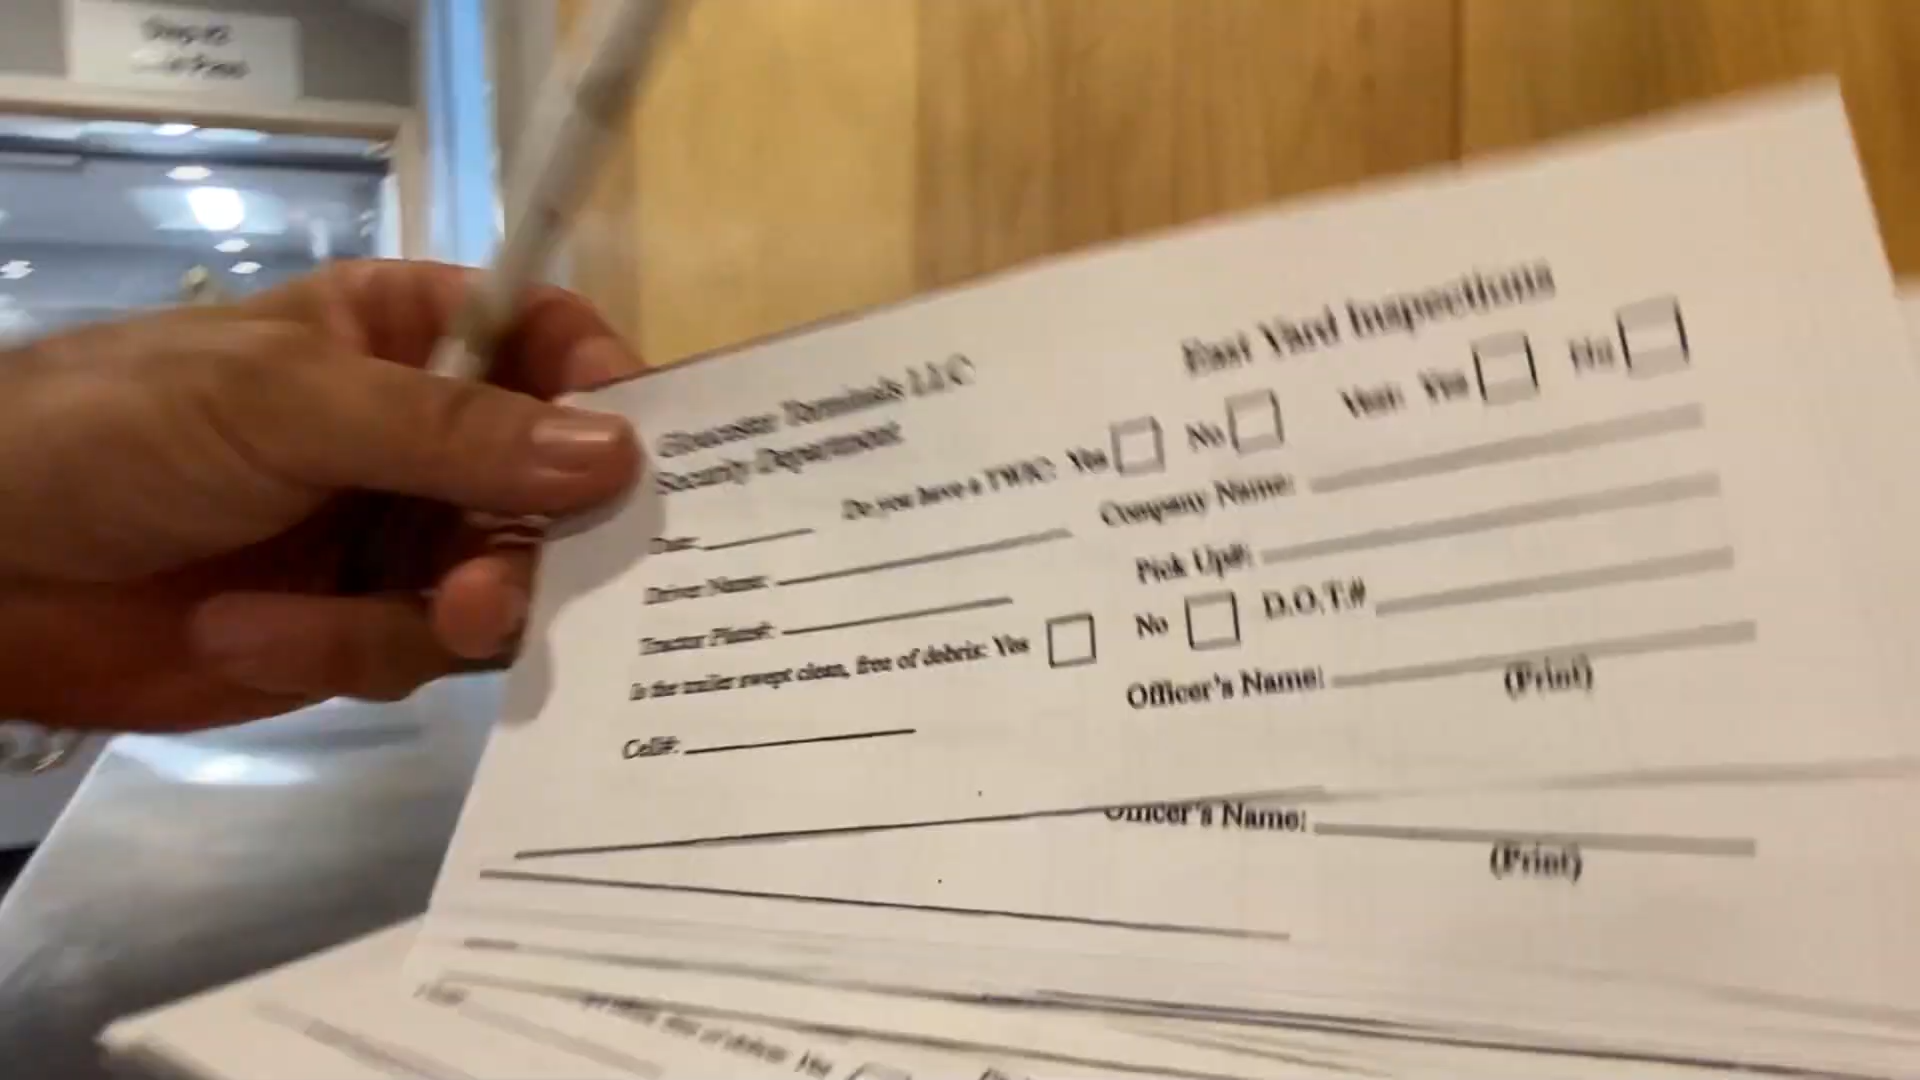 East Yard Inspections
Gloucester Terminals LLC
Security Department
Do you have a TWIC? Yes No Visit: Yes No
Date: Company Name:
Driver Name: Pick Up#:
Tractor Plate#: No D.O.T.#
Is the trailer swept clean, free of debris: Yes
Officer's Name:
(Print)
Cell#:
Officer's Name:
(Print)